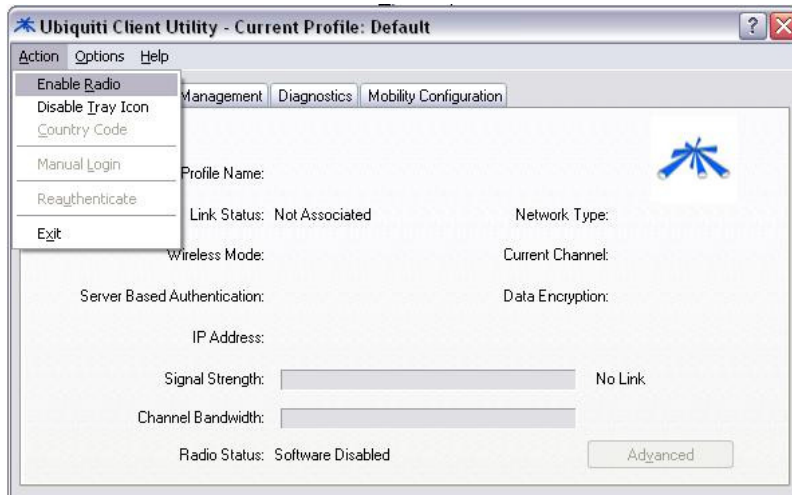 Ubiquiti Client Utility - Current Profile: Default
Action Options Help
Enable Radio
Disable Tray Icon
Country Code
Manual Login
Reauthenticate
Exit
Management Diagnostics Mobility Configuration
Profile Name:
Link Status: Not Associated Network Type:
Wireless Mode: Current Channel:
Server Based Authentication: Data Encryption:
IP Address:
Signal Strength: No Link
Channel Bandwidth:
Radio Status: Software Disabled Advanced